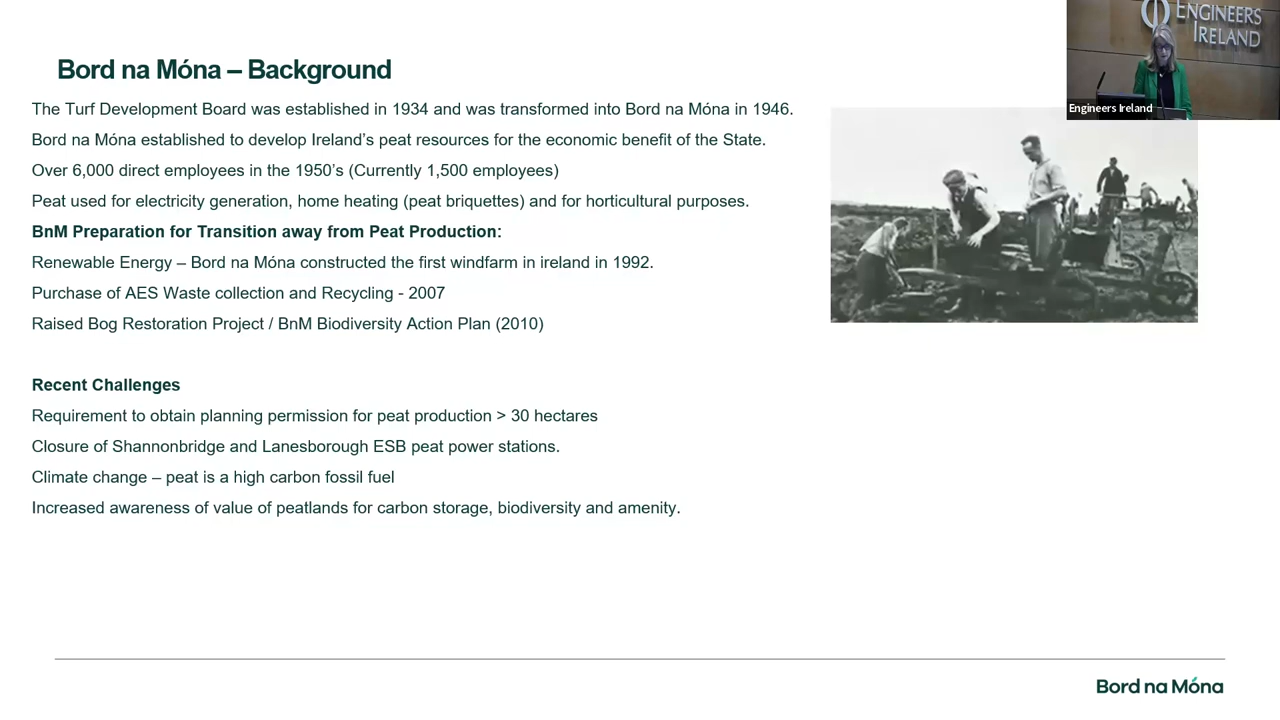 ENGINEERS
IRELAND
Engineers Ireland
Bord na Móna – Background
The Turf Development Board was established in 1934 and was transformed into Bord na Móna in 1946.
Bord na Móna established to develop Ireland’s peat resources for the economic benefit of the State.
Over 6,000 direct employees in the 1950’s (Currently 1,500 employees)
Peat used for electricity generation, home heating (peat briquettes) and for horticultural purposes.
BnM Preparation for Transition away from Peat Production:
Renewable Energy – Bord na Móna constructed the first windfarm in ireland in 1992.
Purchase of AES Waste collection and Recycling - 2007
Raised Bog Restoration Project / BnM Biodiversity Action Plan (2010)
Recent Challenges
Requirement to obtain planning permission for peat production > 30 hectares
Closure of Shannonbridge and Lanesborough ESB peat power stations.
Climate change – peat is a high carbon fossil fuel
Increased awareness of value of peatlands for carbon storage, biodiversity and amenity.
Bord na Móna